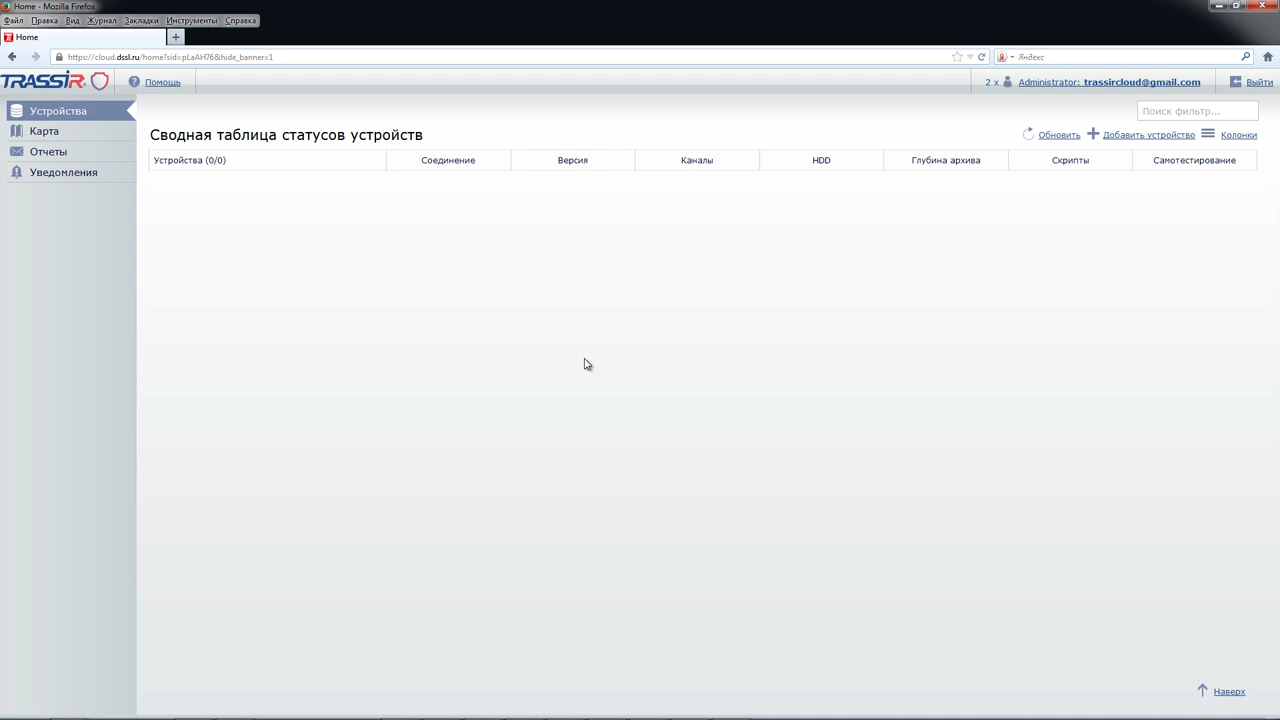 Home - Mozilla Firefox
Файл Правка Вид Журнал Закладки Инструменты Справка
Home
https://cloud.dssl.ru/home?sid=pLaAH76&hide_banner=1
Яндекс
TRASSIR
Помощь
2 x Administrator: trassircloud@gmail.com
Выйти
Устройства
Карта
Отчеты
Уведомления
Поиск фильтр...
Сводная таблица статусов устройств
Обновить Добавить устройство Колонки
Устройства (0/0) Соединение Версия Каналы HDD Глубина архива Скрипты Самотестирование
Наверх